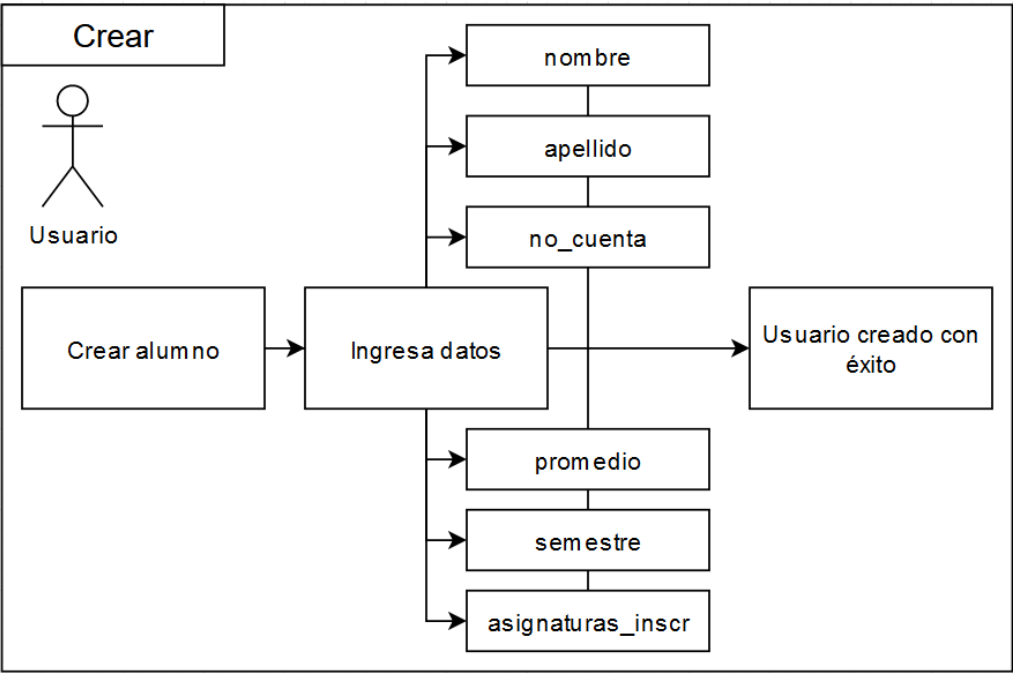 Crear
Usuario
nombre
apellido
no_cuenta
Crear alumno
Ingresa datos
Usuario creado con
éxito
promedio
semestre
asignaturas_inscr